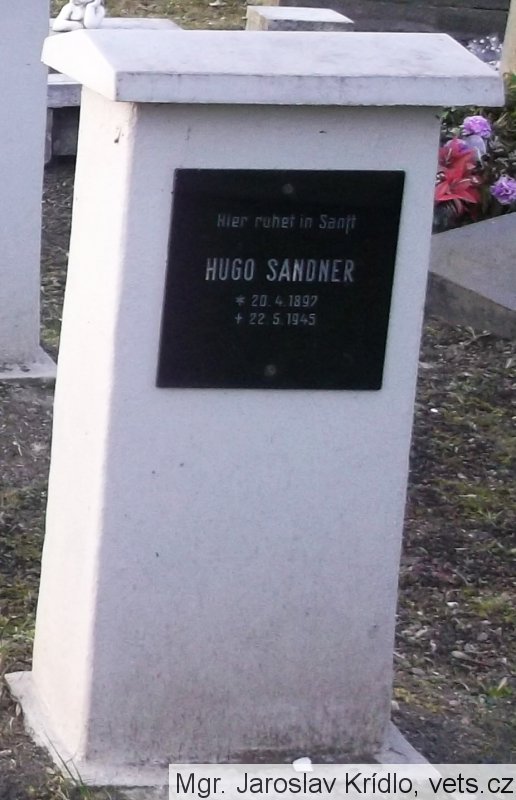 Hier ruhet in Sanft
HUGO SANDNER
* 20. 4. 1897
+ 22. 5. 1945
Mgr. Jaroslav Krídlo, vets.cz